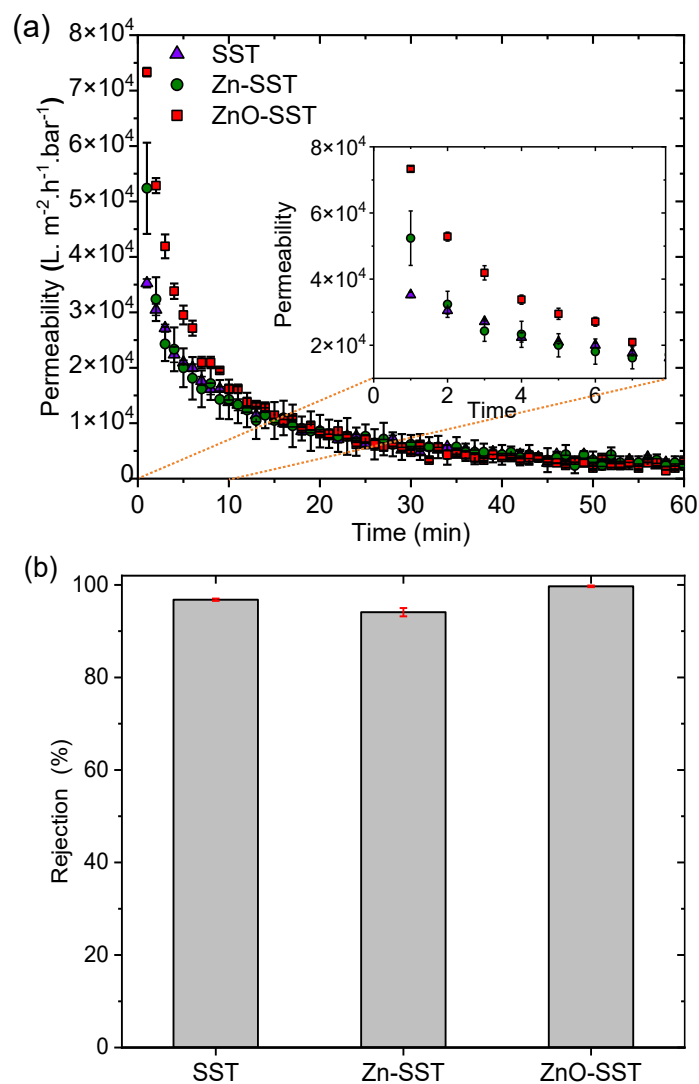 (a)
8×10⁴
7×10⁴
6×10⁴
5×10⁴
4×10⁴
3×10⁴
2×10⁴
1×10⁴
0
Permeability (L. m⁻².h⁻¹.bar⁻¹)
SST
Zn-SST
ZnO-SST
8×10⁴
6×10⁴
4×10⁴
2×10⁴
Permeability
0 2 4 6
Time
0 10 20 30 40 50 60
Time (min)
(b)
100
80
60
40
20
0
Rejection (%)
SST Zn-SST ZnO-SST